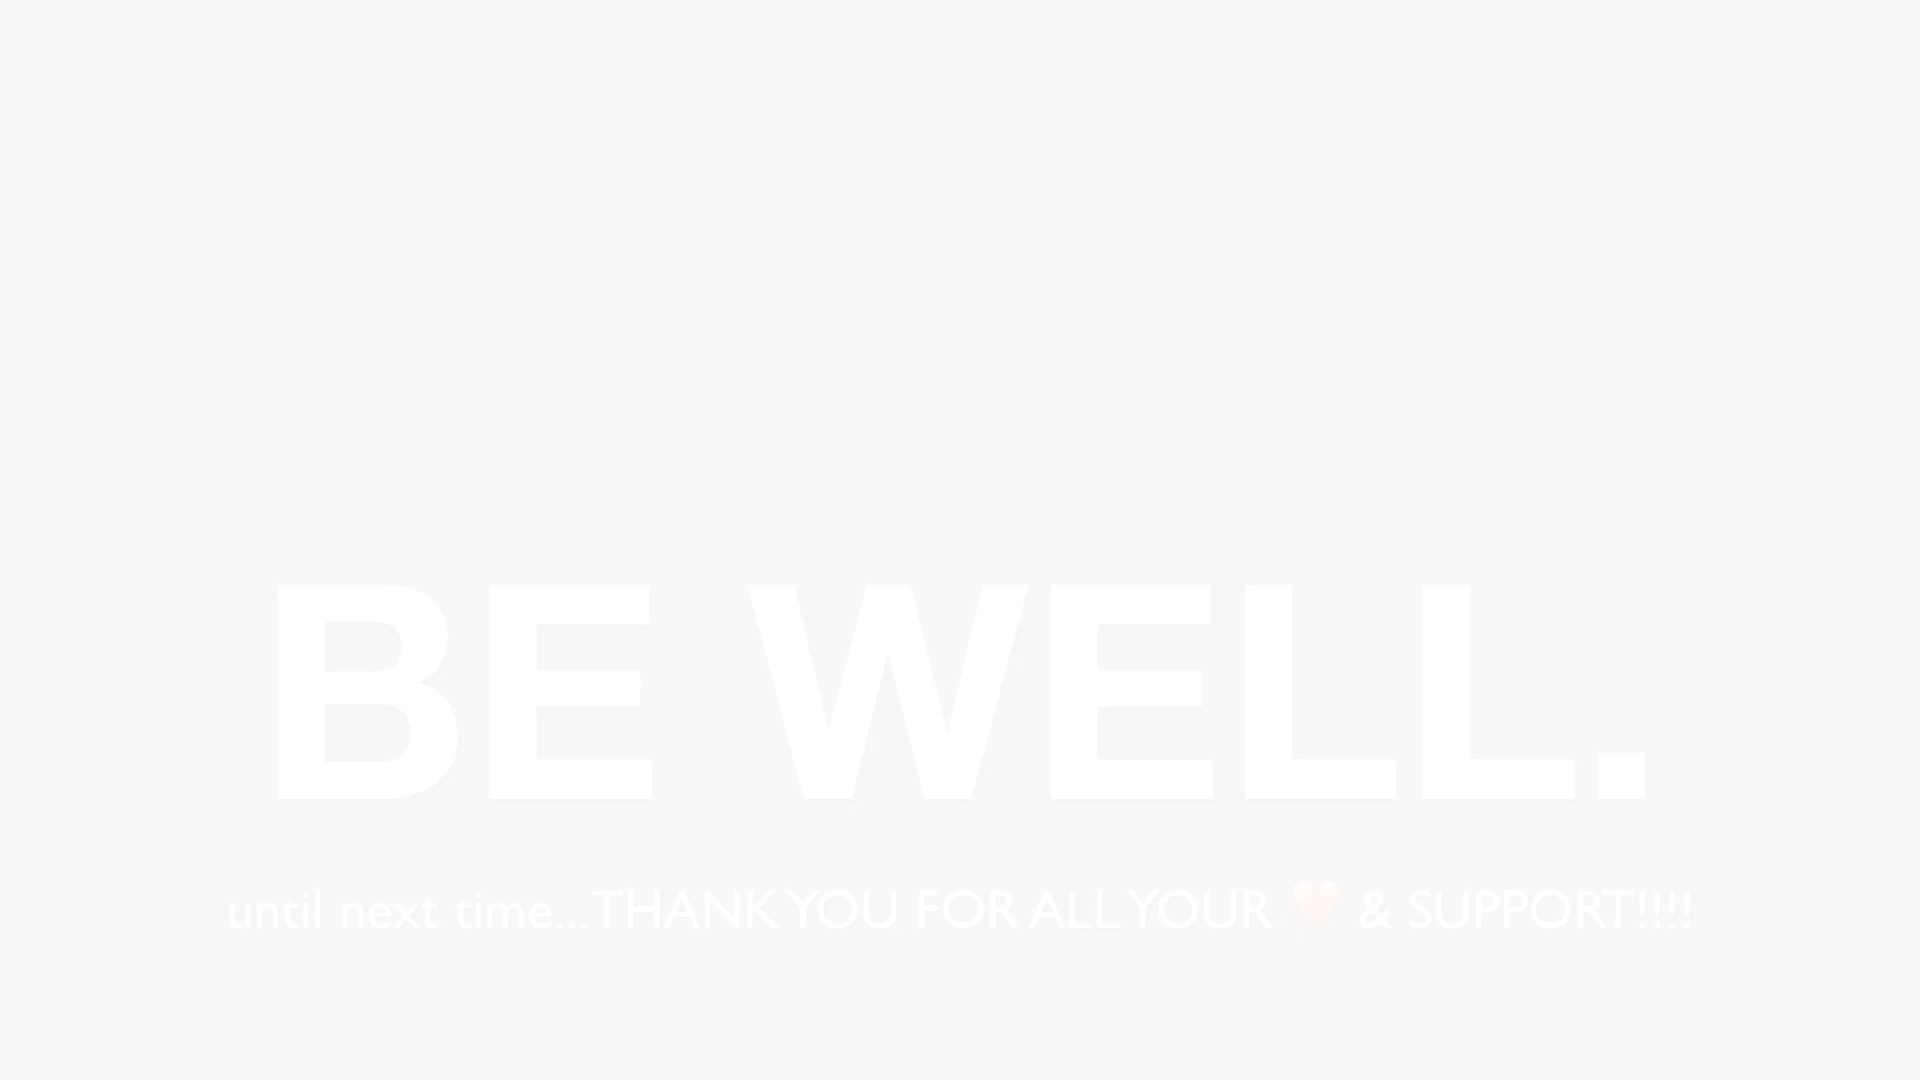 BE WELL.
until next time...THANK YOU FOR ALL YOUR ❤️ & SUPPORT!!!!